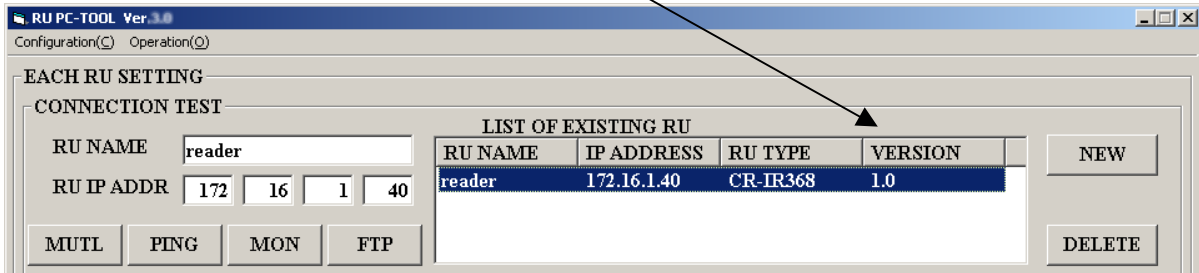 RU PC-TOOL Ver.3.0
Configuration(C) Operation(O)
EACH RU SETTING
CONNECTION TEST
LIST OF EXISTING RU
RU NAME reader
RU NAME IP ADDRESS RU TYPE VERSION
NEW
RU IP ADDR 172 16 1 40
reader 172.16.1.40 CR-IR368 1.0
MUTL PING MON FTP
DELETE